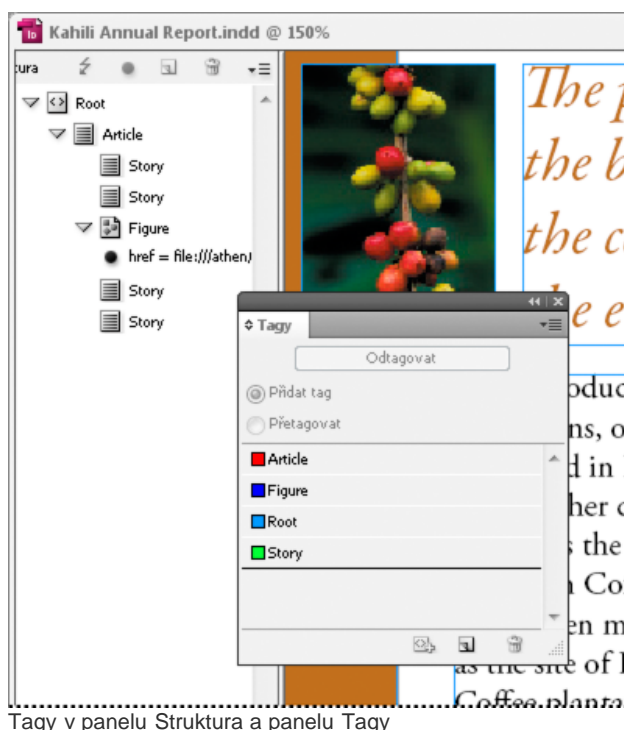 Kahili Annual Report.indd @ 150%
tura
Root
Article
Story
Story
Figure
href = file:///athen/
Story
Story
The p
the b
the c
the e
Tagy
Odtagovat
Přidat tag
Přetagovat
Article
Figure
Root
Story
oduc
ns, o
d in
her c
s the
Co
en m
as the site of
Coffee planta
Tagy v panelu Struktura a panelu Tagy